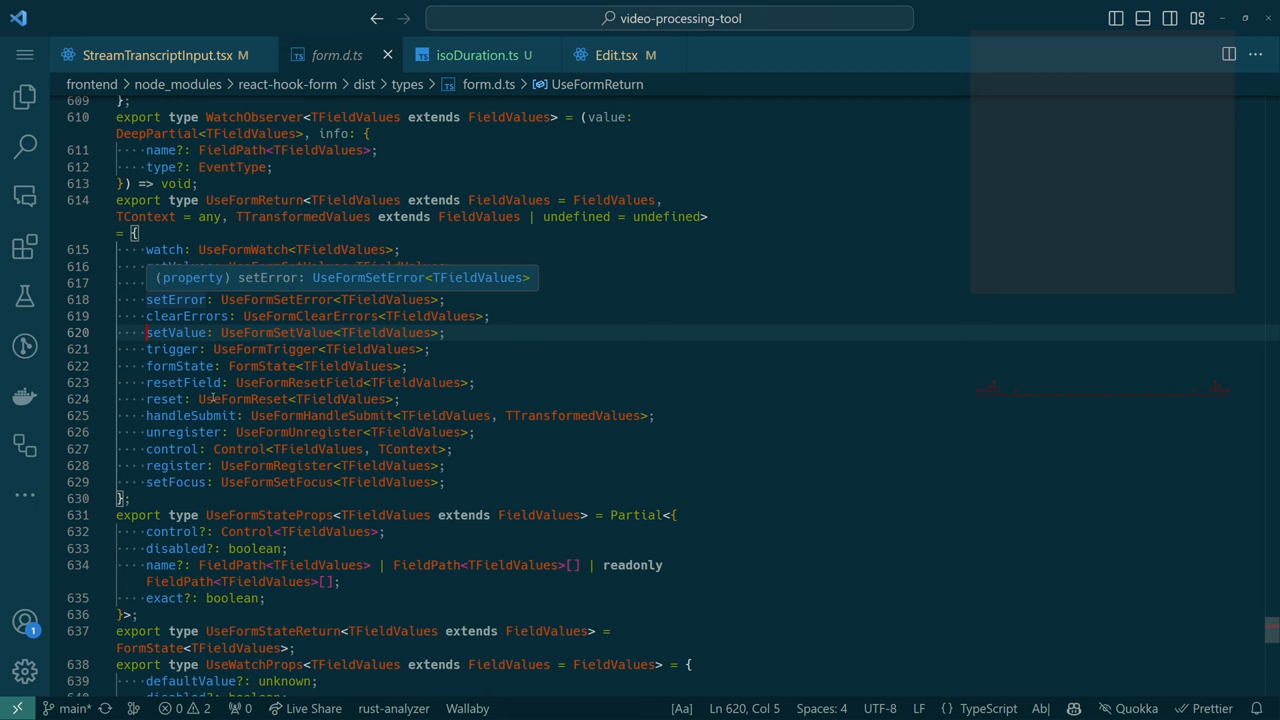 video-processing-tool
StreamTranscriptInput.tsx M
form.d.ts
isoDuration.ts U
Edit.tsx M
frontend > node_modules > react-hook-form > dist > types > form.d.ts > UseFormReturn
609 };
610 export type WatchObserver<TFieldValues extends FieldValues> = (value:
DeepPartial<TFieldValues>, info: {
611 ····name?: FieldPath<TFieldValues>;
612 ····type?: EventType;
613 }) => void;
614 export type UseFormReturn<TFieldValues extends FieldValues = FieldValues,
TContext = any, TTransformedValues extends FieldValues | undefined = undefined>
= {
615 ····watch: UseFormWatch<TFieldValues>;
616
(property) setError: UseFormSetError<TFieldValues>
617
618 ····setError: UseFormSetError<TFieldValues>;
619 ····clearErrors: UseFormClearErrors<TFieldValues>;
620 ····setValue: UseFormSetValue<TFieldValues>;
621 ····trigger: UseFormTrigger<TFieldValues>;
622 ····formState: FormState<TFieldValues>;
623 ····resetField: UseFormResetField<TFieldValues>;
624 ····reset: UseFormReset<TFieldValues>;
625 ····handleSubmit: UseFormHandleSubmit<TFieldValues, TTransformedValues>;
626 ····unregister: UseFormUnregister<TFieldValues>;
627 ····control: Control<TFieldValues, TContext>;
628 ····register: UseFormRegister<TFieldValues>;
629 ····setFocus: UseFormSetFocus<TFieldValues>;
630 };
631 export type UseFormStateProps<TFieldValues extends FieldValues> = Partial<{
632 ····control?: Control<TFieldValues>;
633 ····disabled?: boolean;
634 ····name?: FieldPath<TFieldValues> | FieldPath<TFieldValues>[] | readonly
FieldPath<TFieldValues>[];
635 ····exact?: boolean;
636 }>;
637 export type UseFormStateReturn<TFieldValues extends FieldValues> =
FormState<TFieldValues>;
638 export type UseWatchProps<TFieldValues extends FieldValues = FieldValues> = {
639 ····defaultValue?: unknown;
1
main* 0 2 0 Live Share rust-analyzer Wallaby [Aa] Ln 620, Col 5 Spaces: 4 UTF-8 LF {} TypeScript Ab| Quokka Prettier